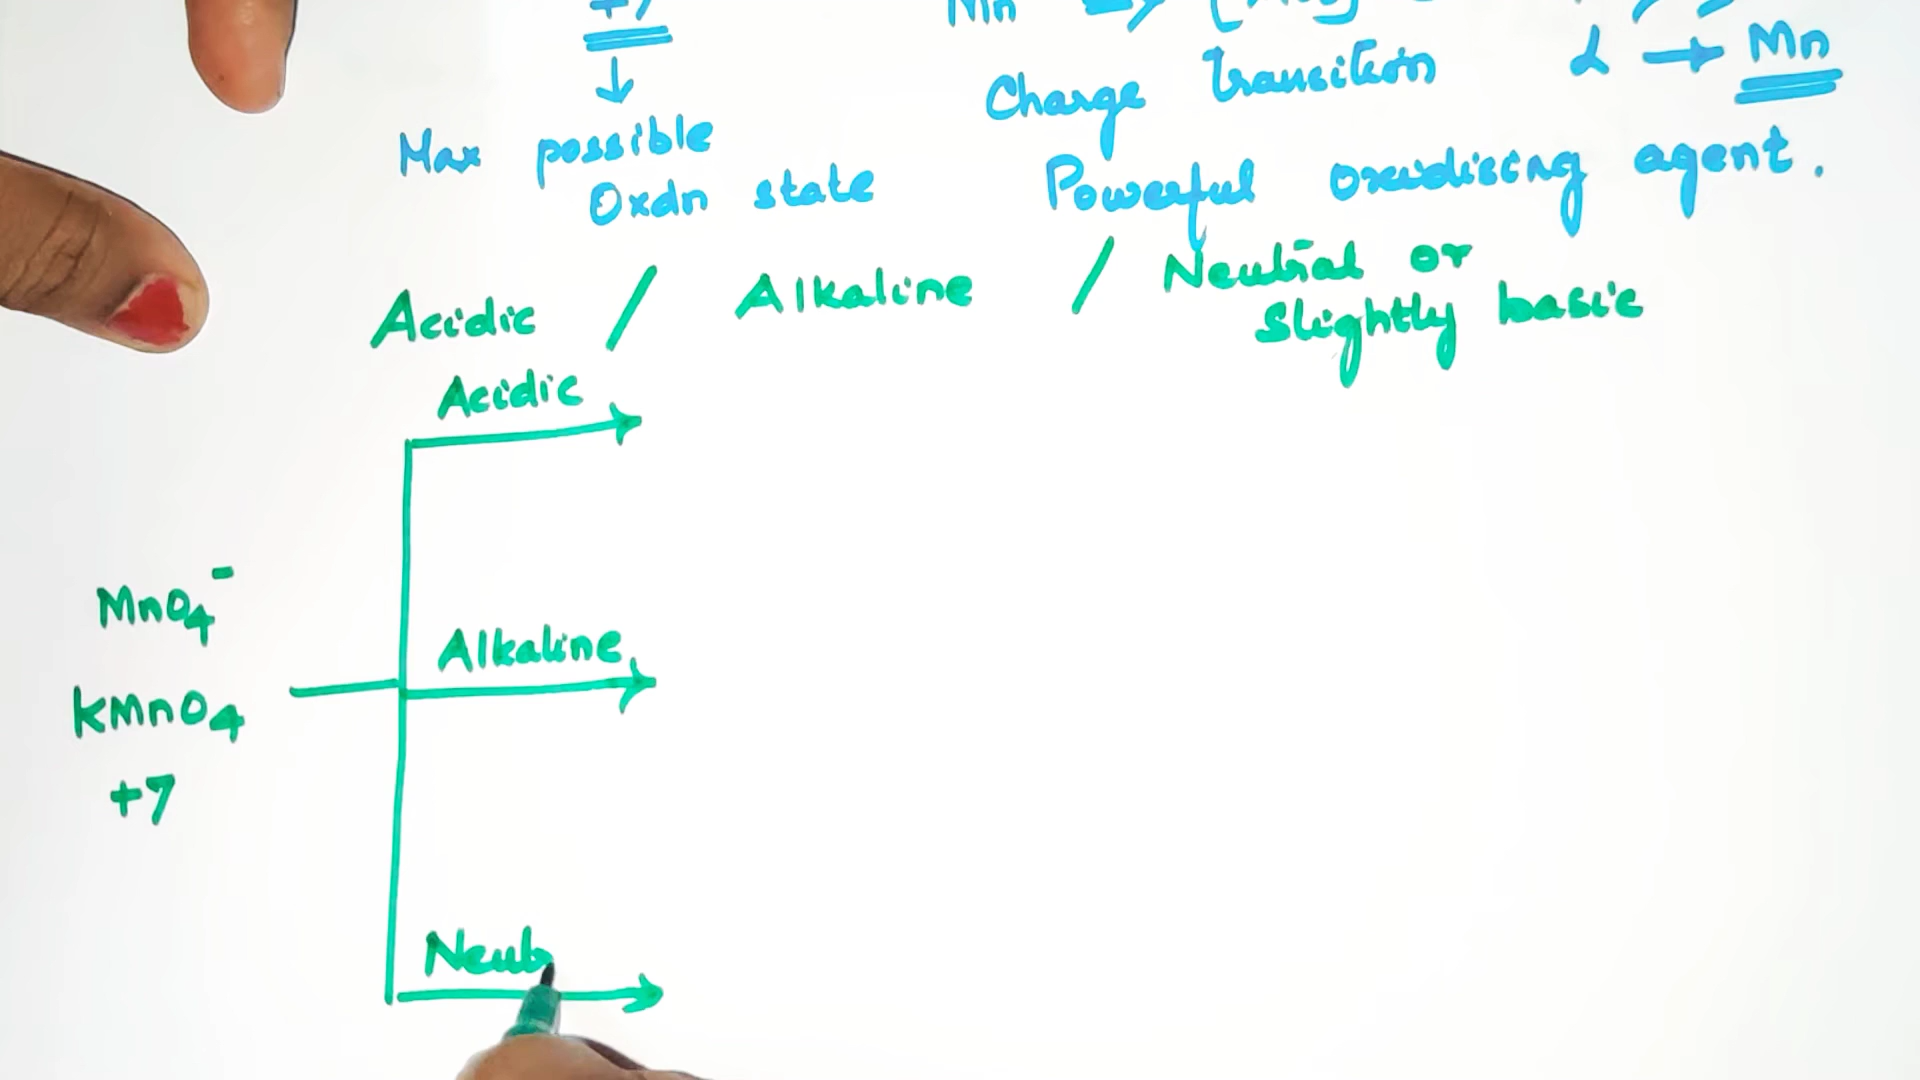 +7
Mn
Max possible
Oxdn state
Charge transition
L → Mn
Powerful oxidising agent.
Acidic / Alkaline / Neutral or
slightly basic
Acidic
MnO4-
Alkaline
KMnO4
+7
Neut